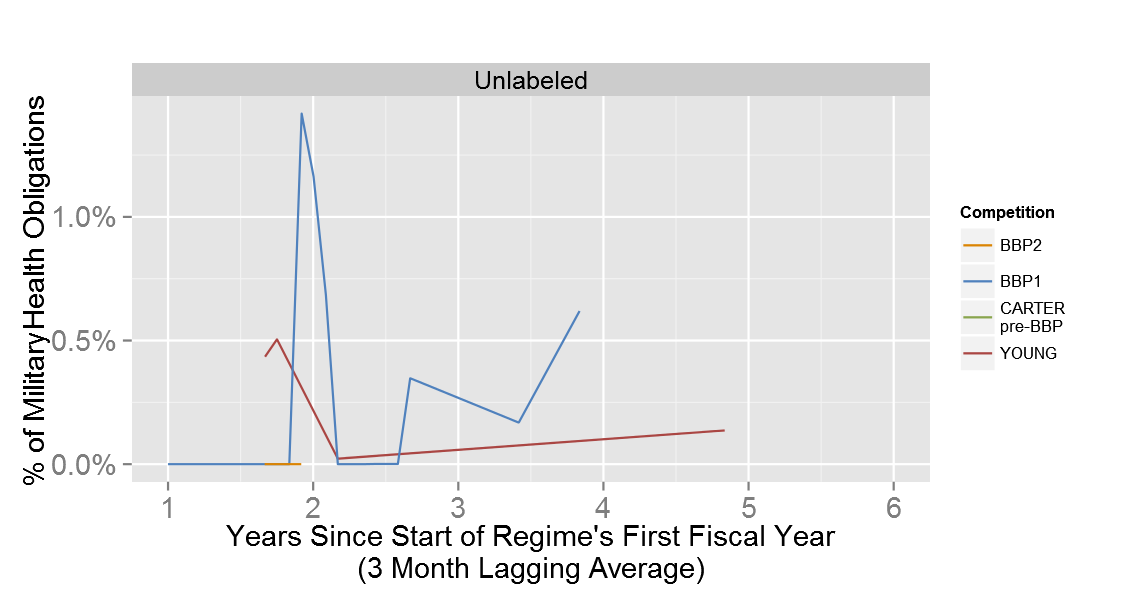 Unlabeled
% of MilitaryHealth Obligations
1.0%
0.5%
0.0%
1 2 3 4 5 6
Years Since Start of Regime's First Fiscal Year
(3 Month Lagging Average)
Competition
BBP2
BBP1
CARTER
pre-BBP
YOUNG